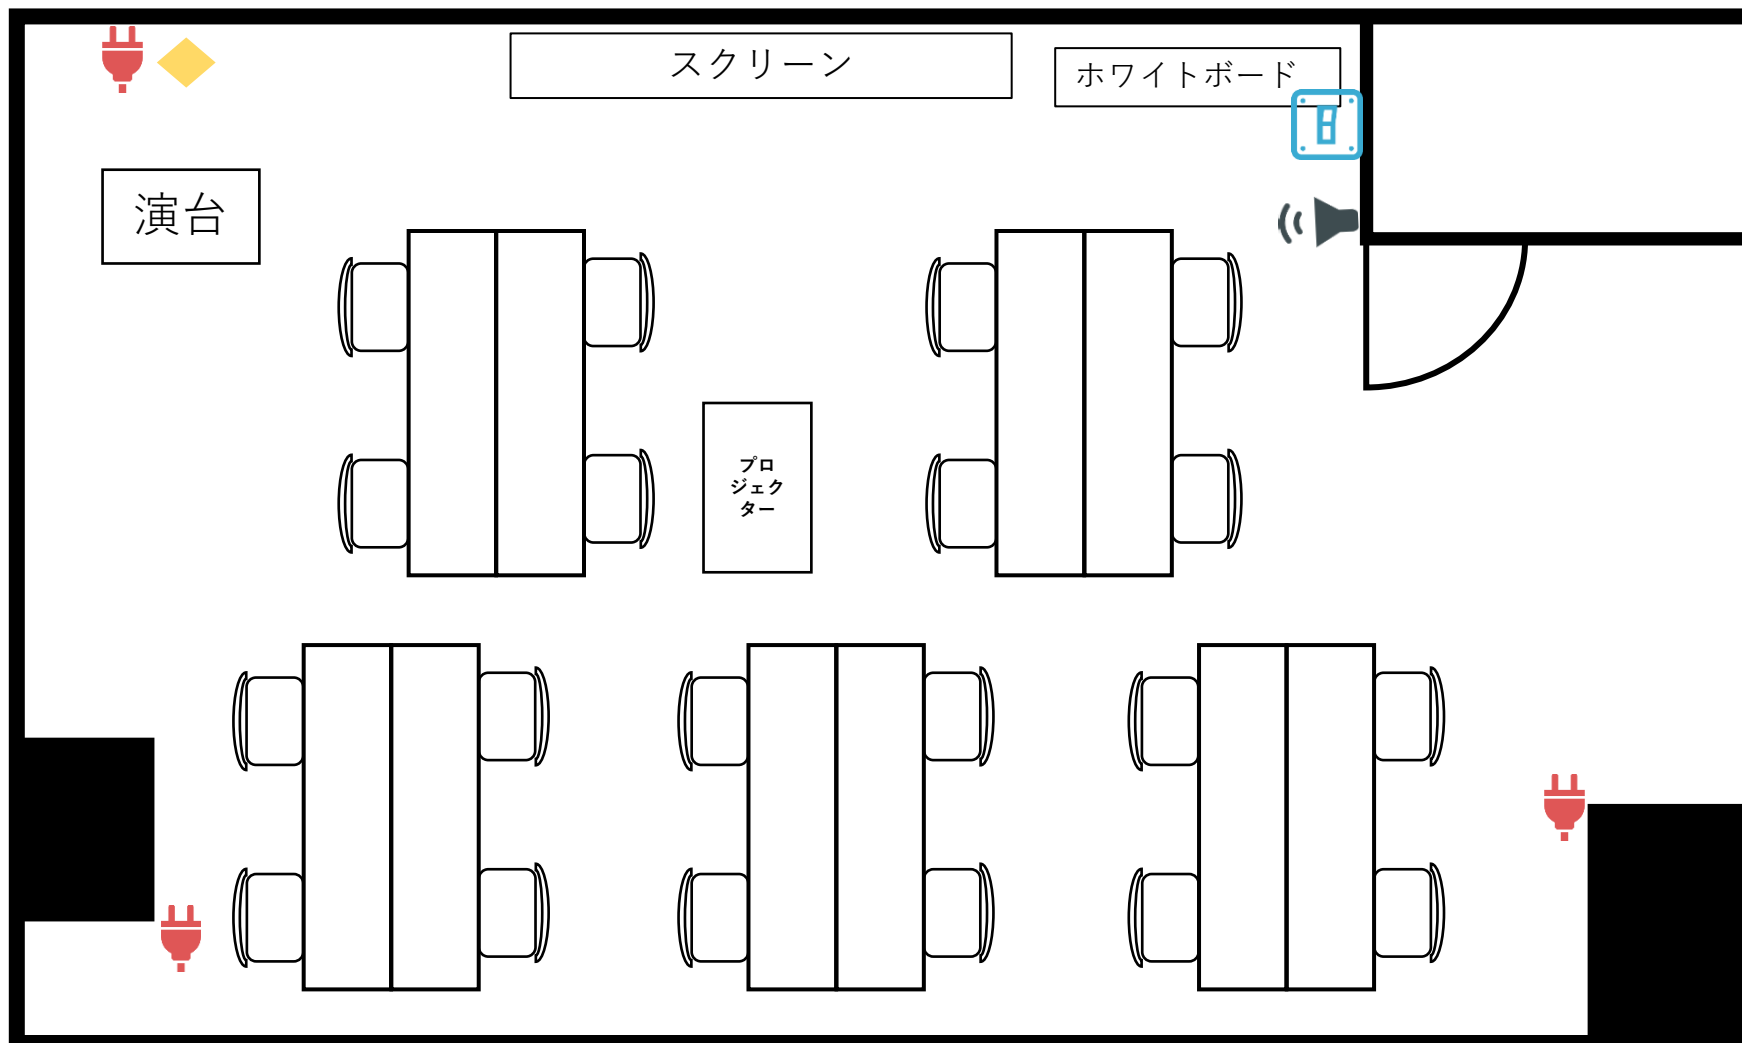 スクリーン
ホワイトボード
演台
プロ
ジェク
ター